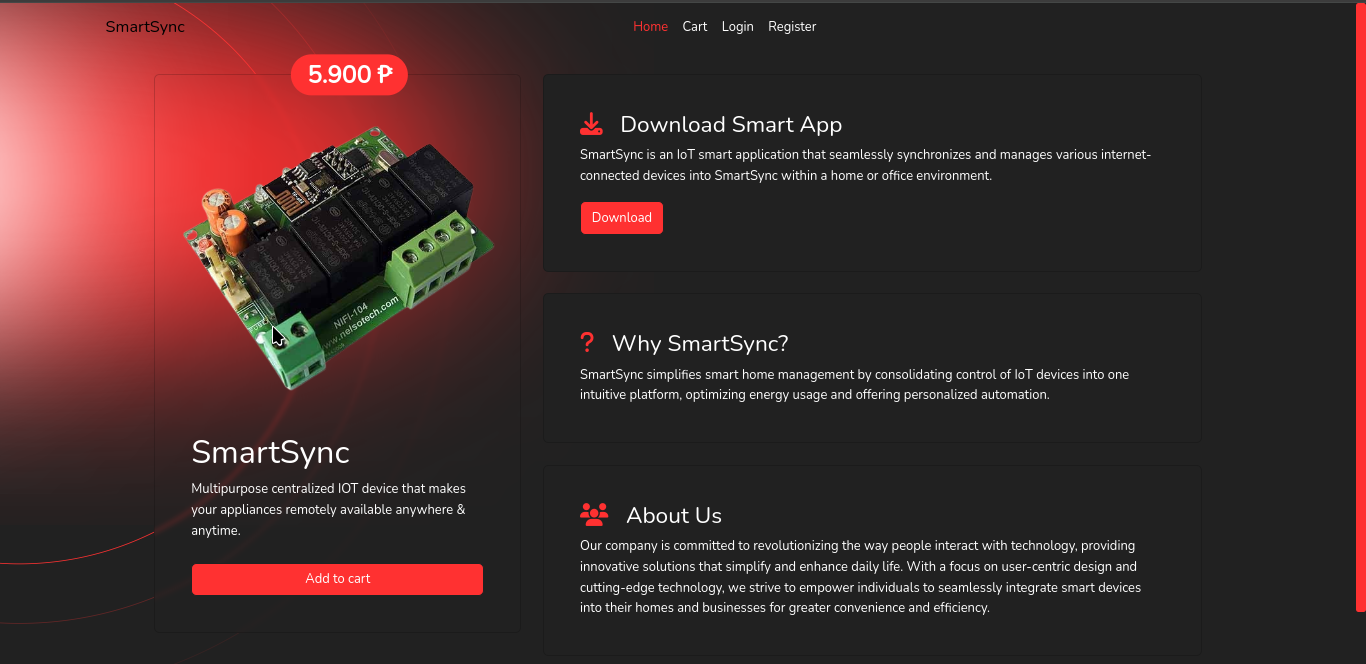 SmartSync
Home Cart Login Register
5.900 ₱
NIFI-104
www.nelsotech.com
SmartSync
Multipurpose centralized IOT device that makes
your appliances remotely available anywhere &
anytime.
Add to cart
Download Smart App
SmartSync is an IoT smart application that seamlessly synchronizes and manages various internet-
connected devices into SmartSync within a home or office environment.
Download
Why SmartSync?
SmartSync simplifies smart home management by consolidating control of IoT devices into one
intuitive platform, optimizing energy usage and offering personalized automation.
About Us
Our company is committed to revolutionizing the way people interact with technology, providing
innovative solutions that simplify and enhance daily life. With a focus on user-centric design and
cutting-edge technology, we strive to empower individuals to seamlessly integrate smart devices
into their homes and businesses for greater convenience and efficiency.